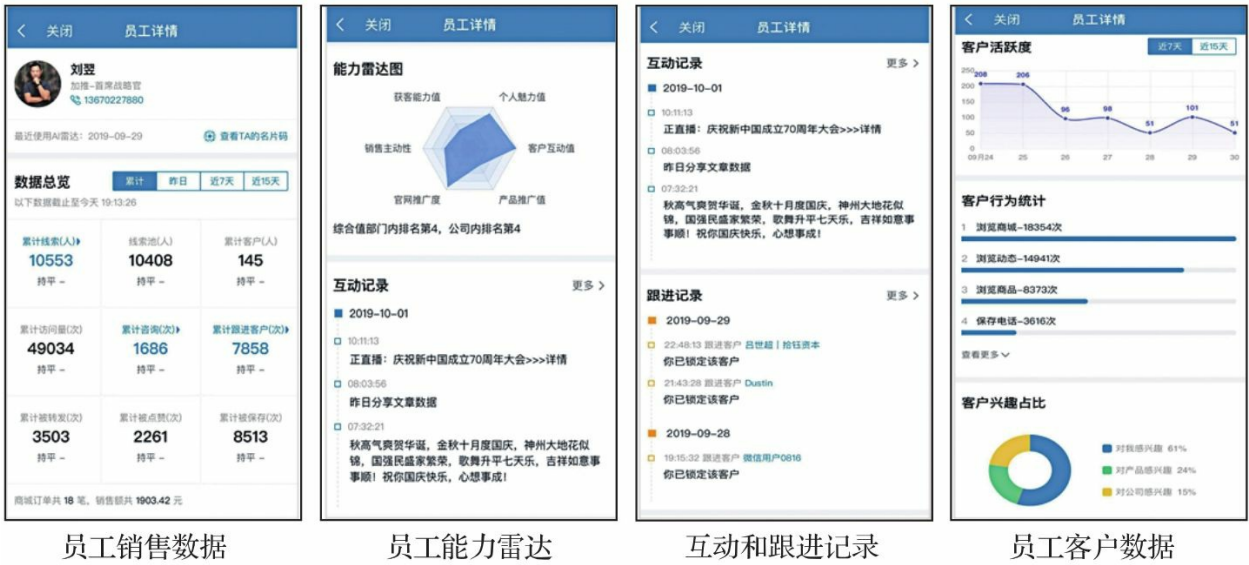 关闭
员工详情
刘翌
加推-首席战略官
13670227880
最近使用AI雷达：2019-09-29
查看TA的名片码
数据总览
累计
昨日
近7天
近15天
以下数据截止至今天 19:13:26
累计线索(人)
线索池(人)
累计客户(人)
10553
10408
145
持平 -
持平 -
持平 -
累计访问量(次)
累计咨询(次)
累计跟进客户(次)
49034
1686
7858
持平 -
持平 -
持平 -
累计被转发(次)
累计被点赞(次)
累计被保存(次)
3503
2261
8513
持平 -
持平 -
持平 -
商城订单共 18 笔，销售额共 1903.42 元
员工销售数据
关闭
员工详情
能力雷达图
获客能力值
个人魅力值
销售主动性
客户互动值
官网推广度
产品推广值
综合值部门内排名第4，公司内排名第4
互动记录
更多
2019-10-01
10:11:13
正直播：庆祝新中国成立70周年大会>>>详情
08:03:56
昨日分享文章数据
07:32:21
秋高气爽贺华诞，金秋十月度国庆，神州大地花似
锦，国强民盛家繁荣，歌舞升平七天乐，吉祥如意事
事顺！祝你国庆快乐，心想事成！
员工能力雷达
关闭
员工详情
互动记录
更多
2019-10-01
10:11:13
正直播：庆祝新中国成立70周年大会>>>详情
08:03:56
昨日分享文章数据
07:32:21
秋高气爽贺华诞，金秋十月度国庆，神州大地花似
锦，国强民盛家繁荣，歌舞升平七天乐，吉祥如意事
事顺！祝你国庆快乐，心想事成！
跟进记录
更多
2019-09-29
22:48:13 跟进客户 吕世超｜拾钰资本
你已锁定该客户
21:43:28 跟进客户 Dustin
你已锁定该客户
2019-09-28
19:15:32 跟进客户 微信用户0816
你已锁定该客户
互动和跟进记录
关闭
员工详情
客户活跃度
近7天
近15天
250
200
150
100
50
0
208
206
96
98
51
101
51
09月24
25
26
27
28
29
30
客户行为统计
1 浏览商城-18354次
2 浏览动态-14941次
3 浏览商品-8373次
4 保存电话-3616次
查看更多
客户兴趣占比
对我感兴趣 61%
对产品感兴趣 24%
对公司感兴趣 15%
员工客户数据